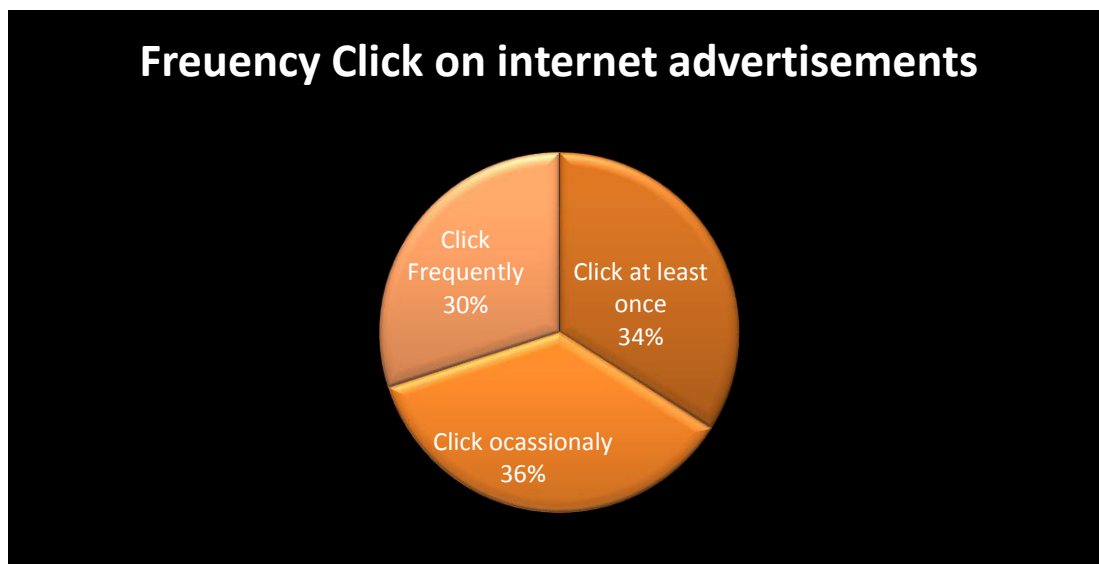 Freuency Click on internet advertisements
Click
Frequently
30%
Click at least
once
34%
Click ocassionaly
36%